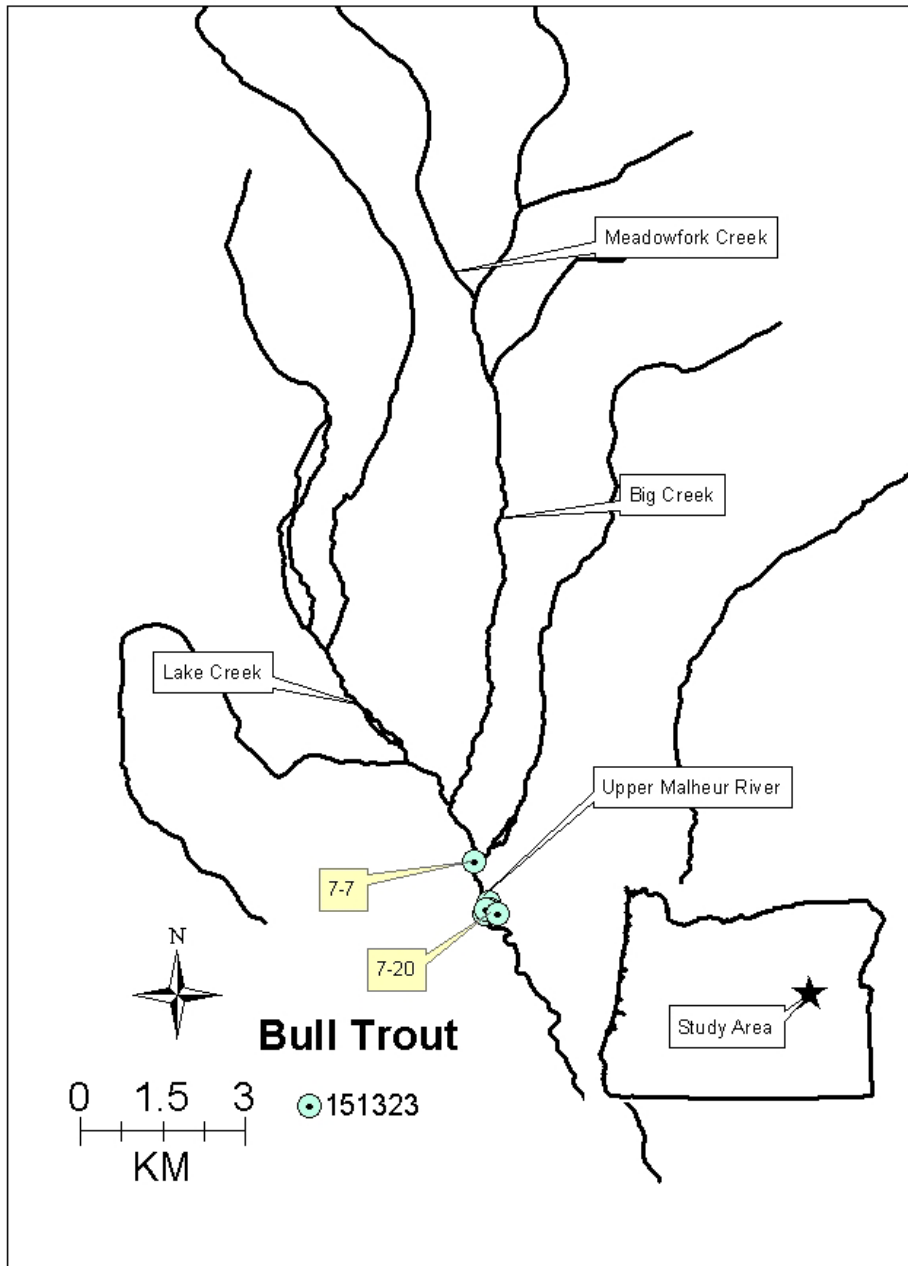 Meadowfork Creek
Big Creek
Lake Creek
Upper Malheur River
7-7
7-20
N
Study Area
Bull Trout
151323
0 1.5 3
KM